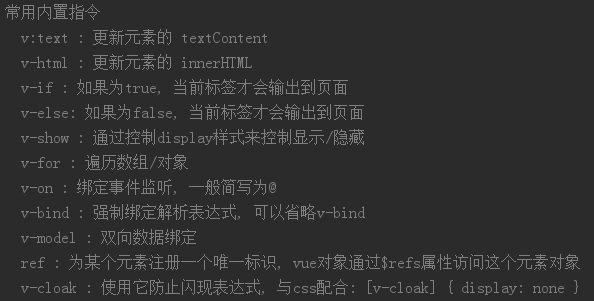 常用内置指令
v:text : 更新元素的 textContent
v-html : 更新元素的 innerHTML
v-if : 如果为true, 当前标签才会输出到页面
v-else: 如果为false, 当前标签才会输出到页面
v-show : 通过控制display样式来控制显示/隐藏
v-for : 遍历数组/对象
v-on : 绑定事件监听, 一般简写为@
v-bind : 强制绑定解析表达式, 可以省略v-bind
v-model : 双向数据绑定
ref : 为某个元素注册一个唯一标识, vue对象通过$refs属性访问这个元素对象
v-cloak : 使用它防止闪现表达式, 与css配合: [v-cloak] { display: none }